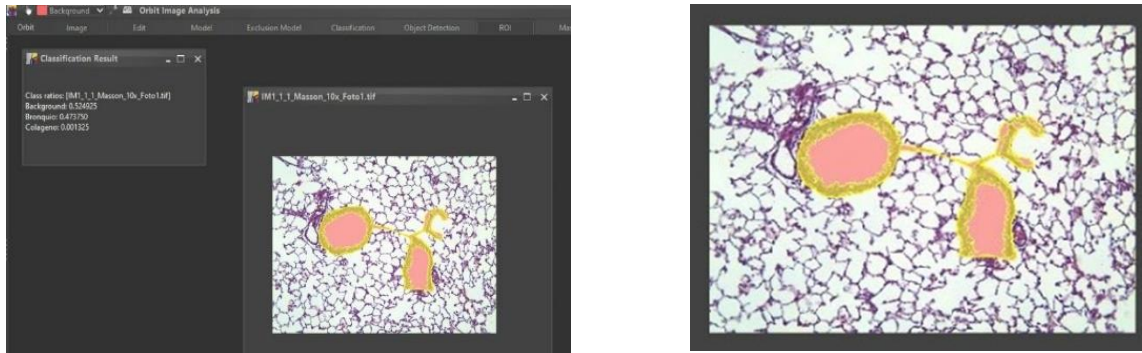 Background Orbit Image Analysis
Orbit Image Edit Model Exclusion Model Classification Object Detection ROI
Classification Result
Class ratios: [IM1_1_1_Masson_10x_Foto1.tif]
Background: 0.524925
Bronquio: 0.473750
Colageno: 0.001325
IM1_1_1_Masson_10x_Foto1.tif